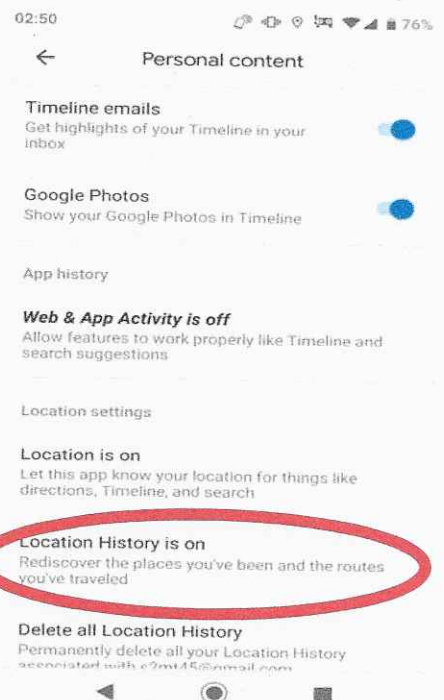 02:50
76%
Personal content
Timeline emails
Get highlights of your Timeline in your
inbox
Google Photos
Show your Google Photos in Timeline
App history
Web & App Activity is off
Allow features to work properly like Timeline and
search suggestions
Location settings
Location is on
Let this app know your location for things like
directions, Timeline, and search
Location History is on
Rediscover the places you've been and the routes
you've traveled
Delete all Location History
Permanently delete all your Location History
associated with